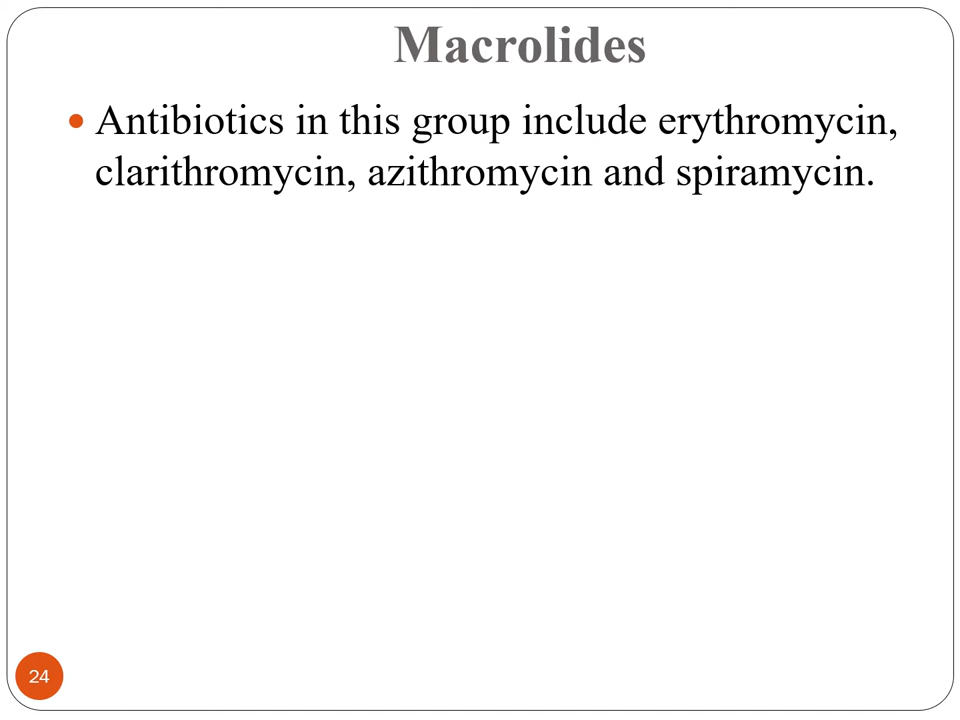 Macrolides
Antibiotics in this group include erythromycin,
clarithromycin, azithromycin and spiramycin.
24